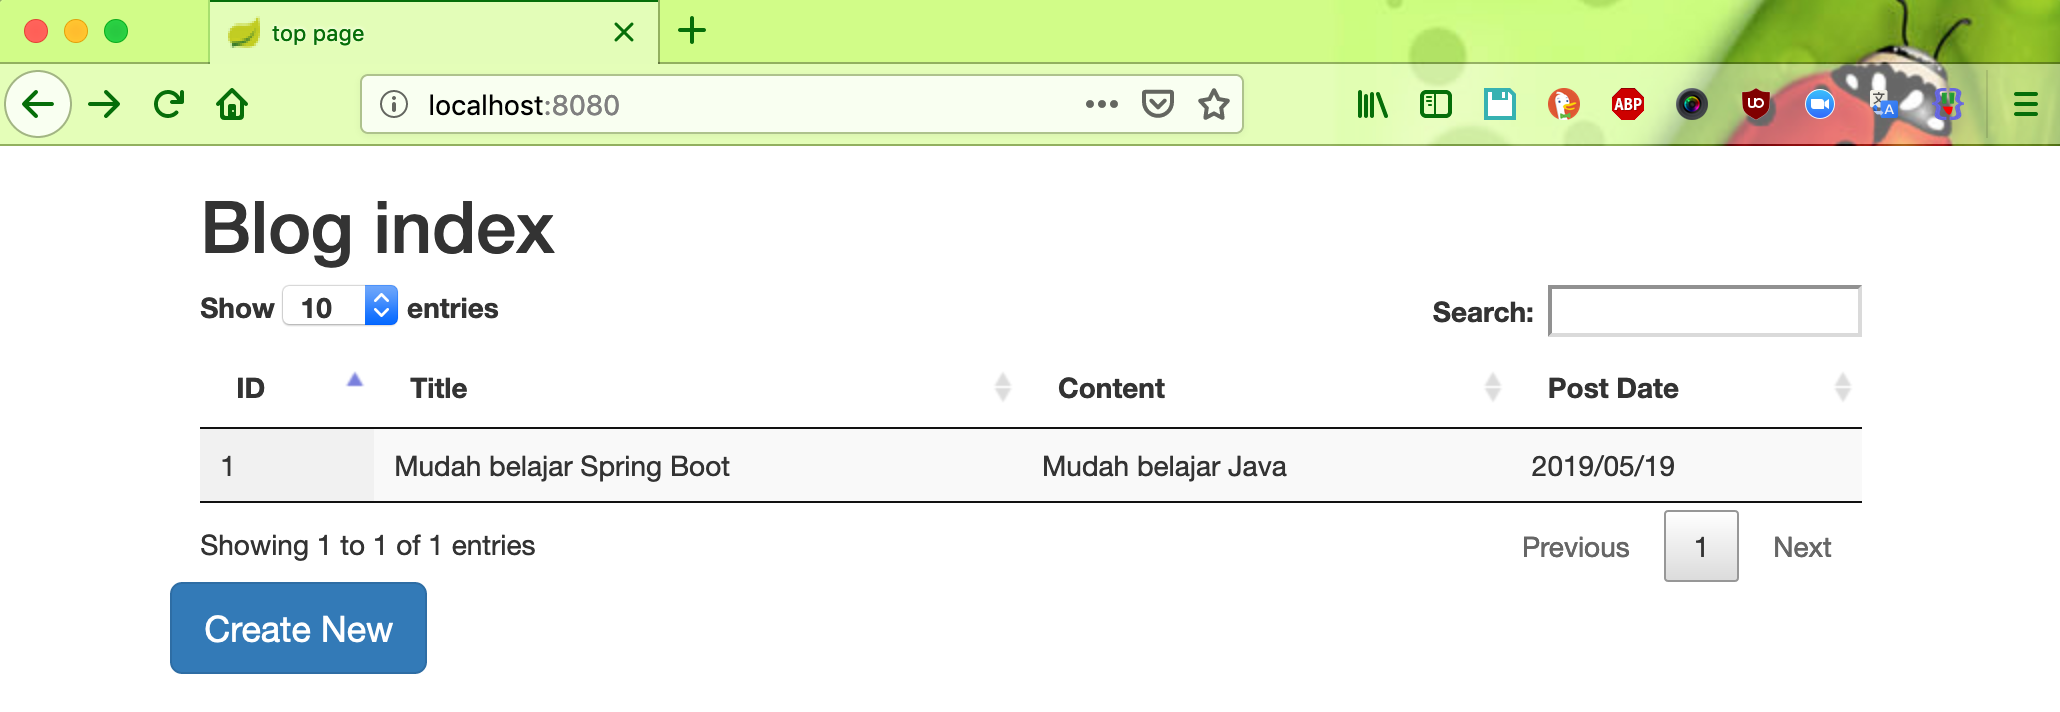 top page
localhost:8080
ABP
Blog index
Show 10 entries
Search:
ID Title Content Post Date
1 Mudah belajar Spring Boot Mudah belajar Java 2019/05/19
Showing 1 to 1 of 1 entries
Previous 1 Next
Create New